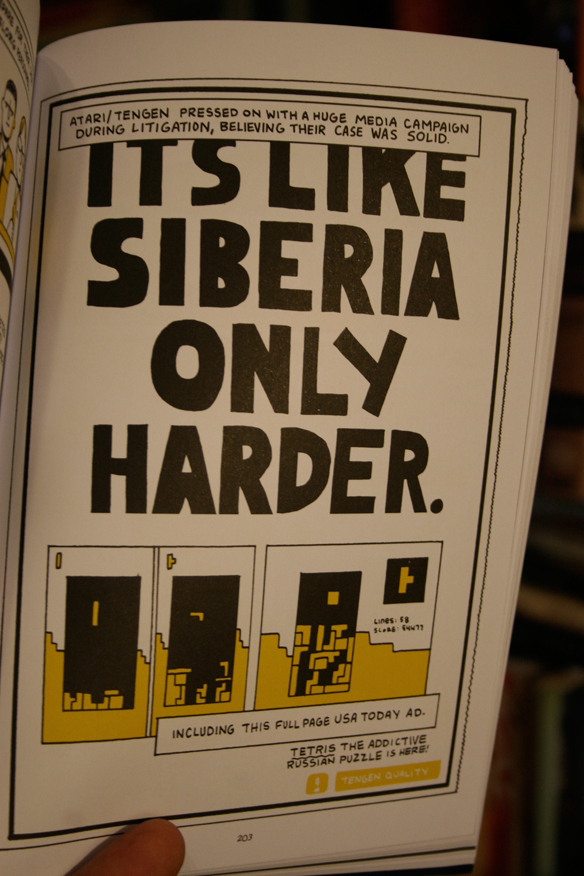 ATARI/TENGEN PRESSED ON WITH A HUGE MEDIA CAMPAIGN
DURING LITIGATION, BELIEVING THEIR CASE WAS SOLID.
ITS LIKE
SIBERIA
ONLY
HARDER.
LINES: 58
SCORE: 54477
INCLUDING THIS FULL PAGE USA TODAY AD.
TETRIS THE ADDICTIVE
RUSSIAN PUZZLE IS HERE!
TENGEN QUALITY
203